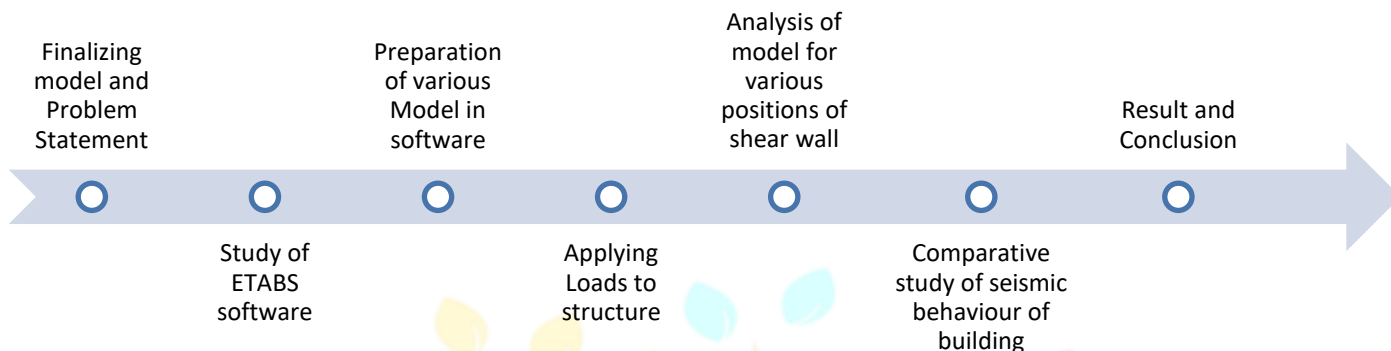 Finalizing
model and
Problem
Statement
Study of
ETABS
software
Preparation
of various
Model in
software
Applying
Loads to
structure
Analysis of
model for
various
positions of
shear wall
Comparative
study of seismic
behaviour of
building
Result and
Conclusion